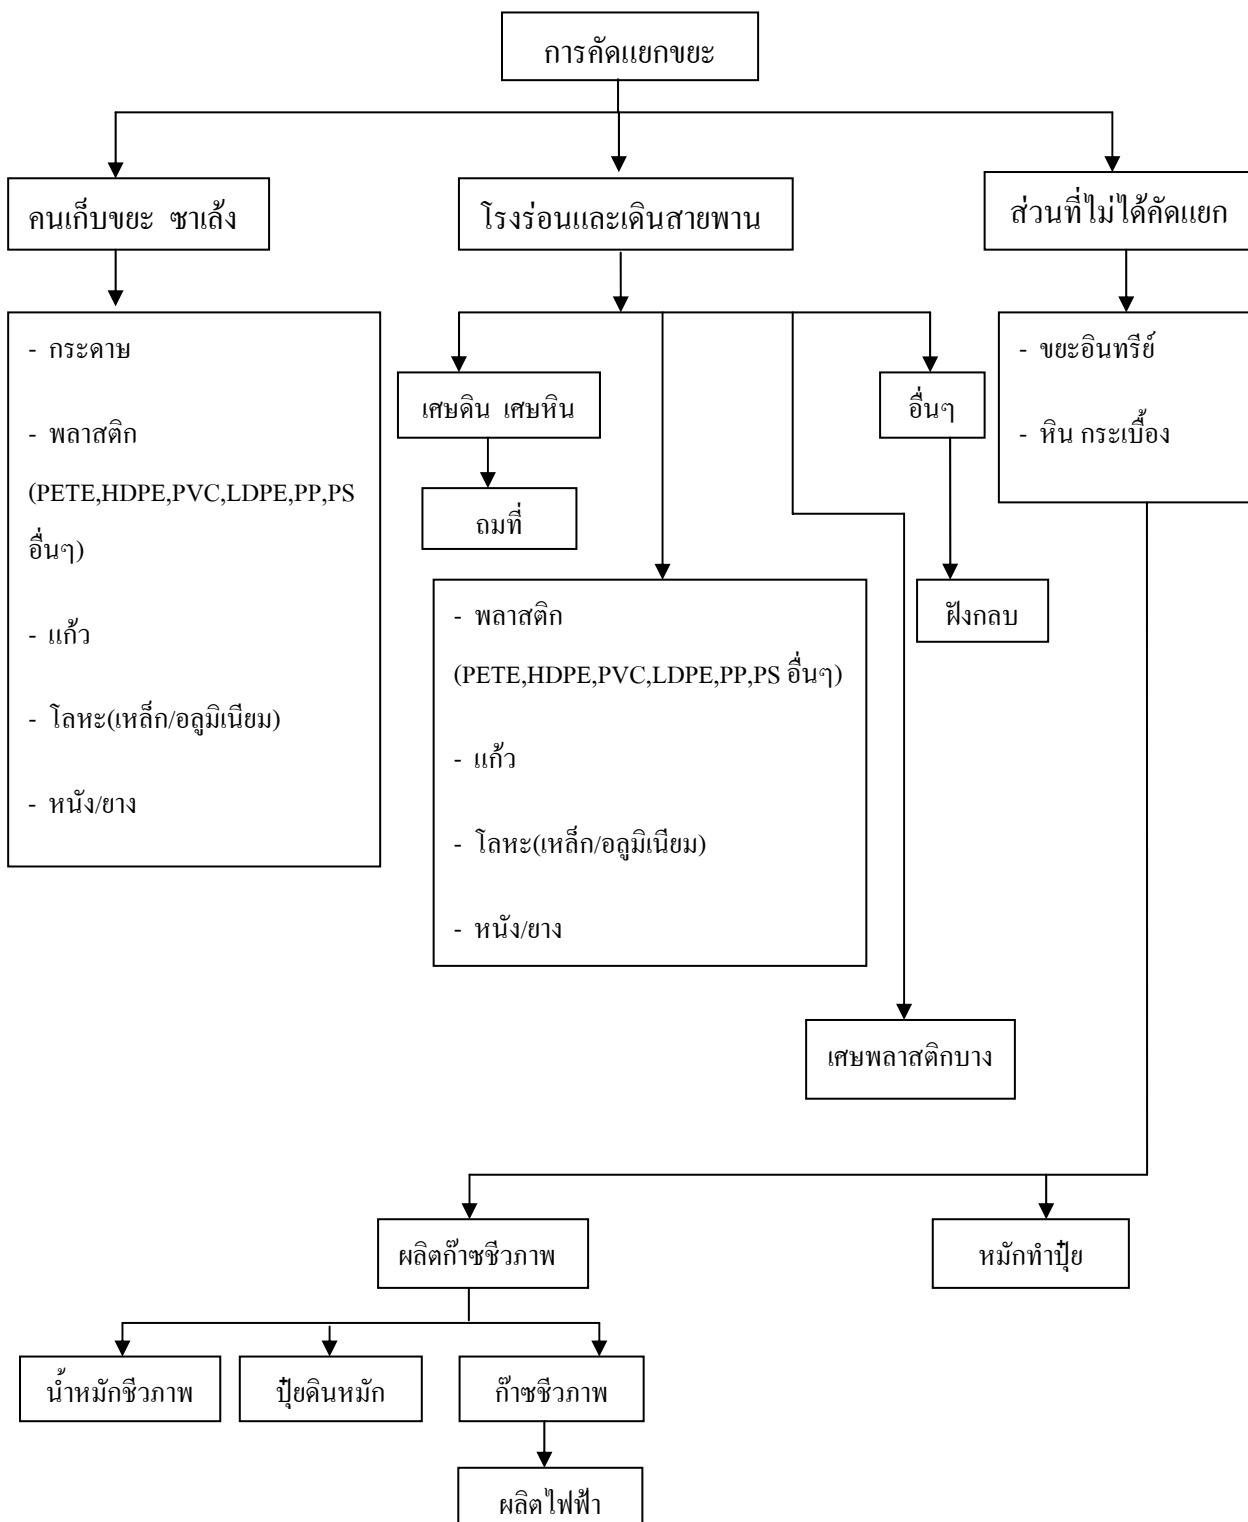 การคัดแยกขยะ
คนเก็บขยะ ซาเล้ง
โรงร่อนและเดินสายพาน
ส่วนที่ไม่ได้คัดแยก
- กระดาษ
- พลาสติก
(PETE,HDPE,PVC,LDPE,PP,PS
อื่นๆ)
- แก้ว
- โลหะ(เหล็ก/อลูมิเนียม)
- หนัง/ยาง
เศษดิน เศษหิน
ถมที่
- พลาสติก
(PETE,HDPE,PVC,LDPE,PP,PS อื่นๆ)
- แก้ว
- โลหะ(เหล็ก/อลูมิเนียม)
- หนัง/ยาง
เศษพลาสติกบาง
อื่นๆ
ฝังกลบ
- ขยะอินทรีย์
- หิน กระเบื้อง
ผลิตก๊าซชีวภาพ
หมักทำปุ๋ย
น้ำหมักชีวภาพ
ปุ๋ยดินหมัก
ก๊าซชีวภาพ
ผลิตไฟฟ้า